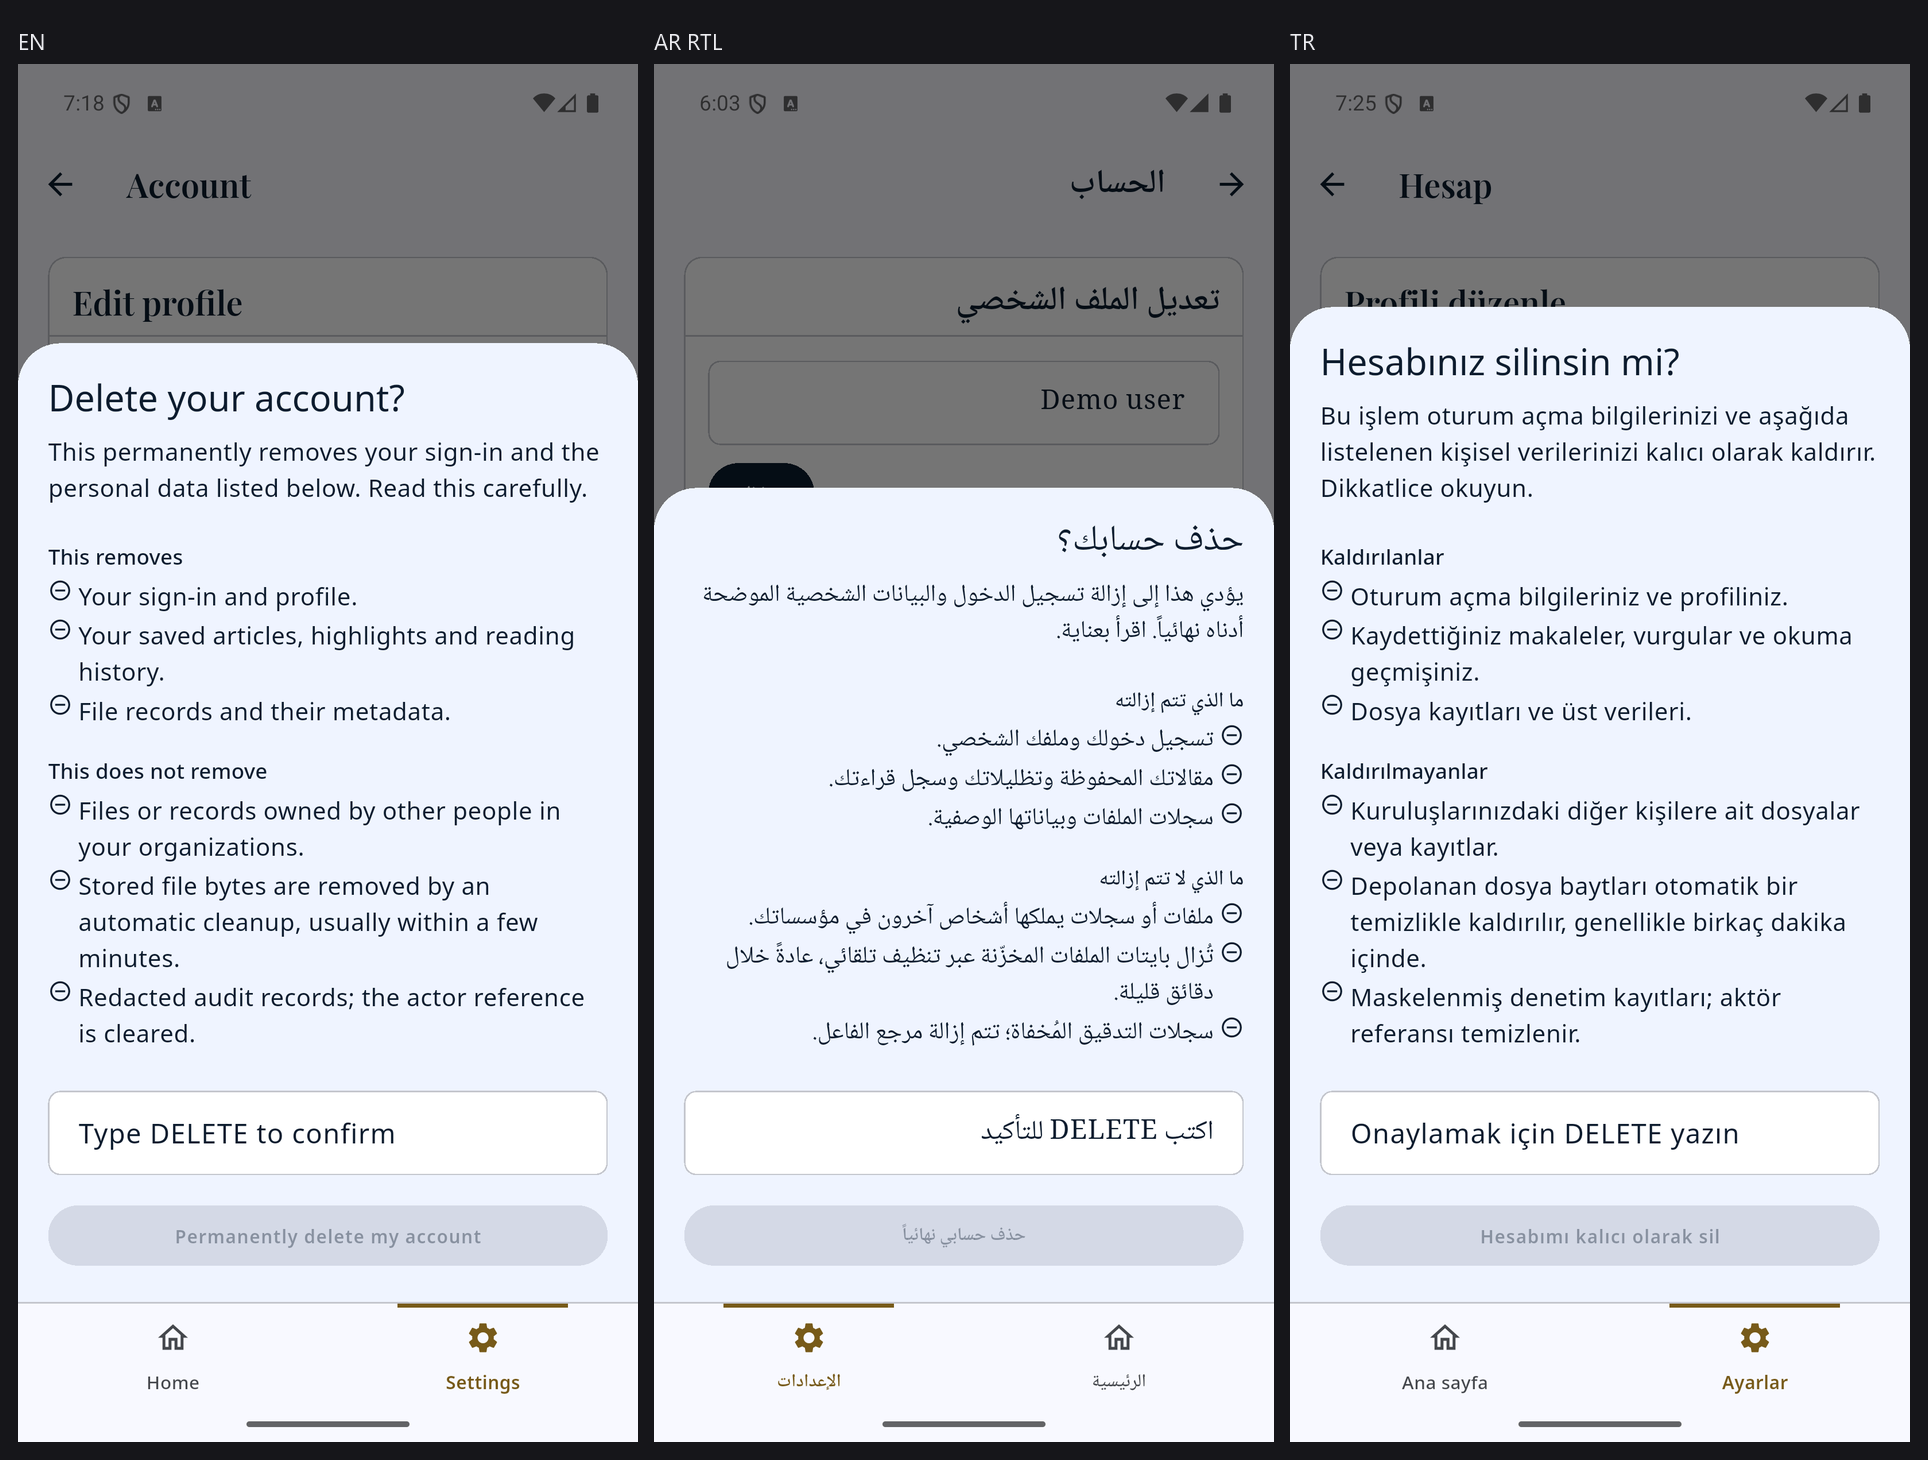 EN
7:18
Account
Edit profile
Delete your account?
This permanently removes your sign-in and the
personal data listed below. Read this carefully.
This removes
Your sign-in and profile.
Your saved articles, highlights and reading
history.
File records and their metadata.
This does not remove
Files or records owned by other people in
your organizations.
Stored file bytes are removed by an
automatic cleanup, usually within a few
minutes.
Redacted audit records; the actor reference
is cleared.
Type DELETE to confirm
Permanently delete my account
Home
Settings
AR RTL
6:03
الحساب
تعديل الملف الشخصي
Demo user
حذف حسابك؟
يؤدي هذا إلى إزالة تسجيل الدخول والبيانات الشخصية الموضحة
أدناه نهائياً. اقرأ بعناية.
ما الذي تتم إزالته
تسجيل دخولك وملفك الشخصي.
مقالاتك المحفوظة وتظليلاتك وسجل قراءتك.
سجلات الملفات وبياناتها الوصفية.
ما الذي لا تتم إزالته
ملفات أو سجلات يملكها أشخاص آخرون في مؤسساتك.
تُزال بايتات الملفات المخزّنة عبر تنظيف تلقائي، عادةً خلال
دقائق قليلة.
سجلات التدقيق المُخفاة؛ تتم إزالة مرجع الفاعل.
اكتب DELETE للتأكيد
حذف حسابي نهائياً
الرئيسية
الإعدادات
TR
7:25
Hesap
Profili düzenle
Hesabınız silinsin mi?
Bu işlem oturum açma bilgilerinizi ve aşağıda
listelenen kişisel verilerinizi kalıcı olarak kaldırır.
Dikkatlice okuyun.
Kaldırılanlar
Oturum açma bilgileriniz ve profiliniz.
Kaydettiğiniz makaleler, vurgular ve okuma
geçmişiniz.
Dosya kayıtları ve üst verileri.
Kaldırılmayanlar
Kuruluşlarınızdaki diğer kişilere ait dosyalar
veya kayıtlar.
Depolanan dosya baytları otomatik bir
temizlikle kaldırılır, genellikle birkaç dakika
içinde.
Maskelenmiş denetim kayıtları; aktör
referansı temizlenir.
Onaylamak için DELETE yazın
Hesabımı kalıcı olarak sil
Ana sayfa
Ayarlar